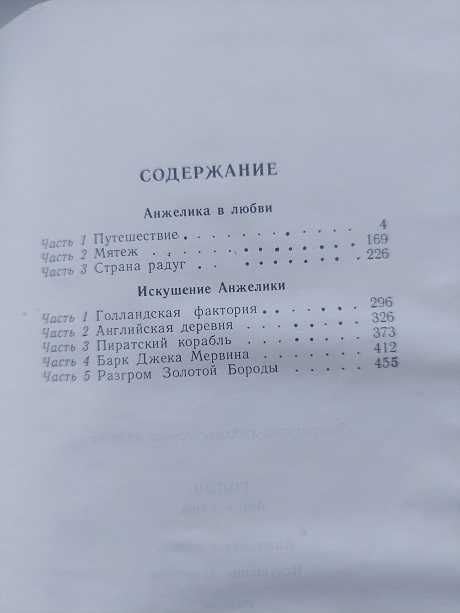 СОДЕРЖАНИЕ
Анжелика в любви
Часть 1 Путешествие . . . . . . . . . . . . 4
Часть 2 Мятеж . . . . . . . . . . . . 169
Часть 3 Страна радуг . . . . . . . . . . 226
Искушение Анжелики
Часть 1 Голландская фактория . . . . . . . 296
Часть 2 Английская деревня . . . . . . . . 326
Часть 3 Пиратский корабль . . . . . . . . 373
Часть 4 Барк Джека Мервина . . . . . . . 412
Часть 5 Разгром Золотой Бороды . . . . . 455